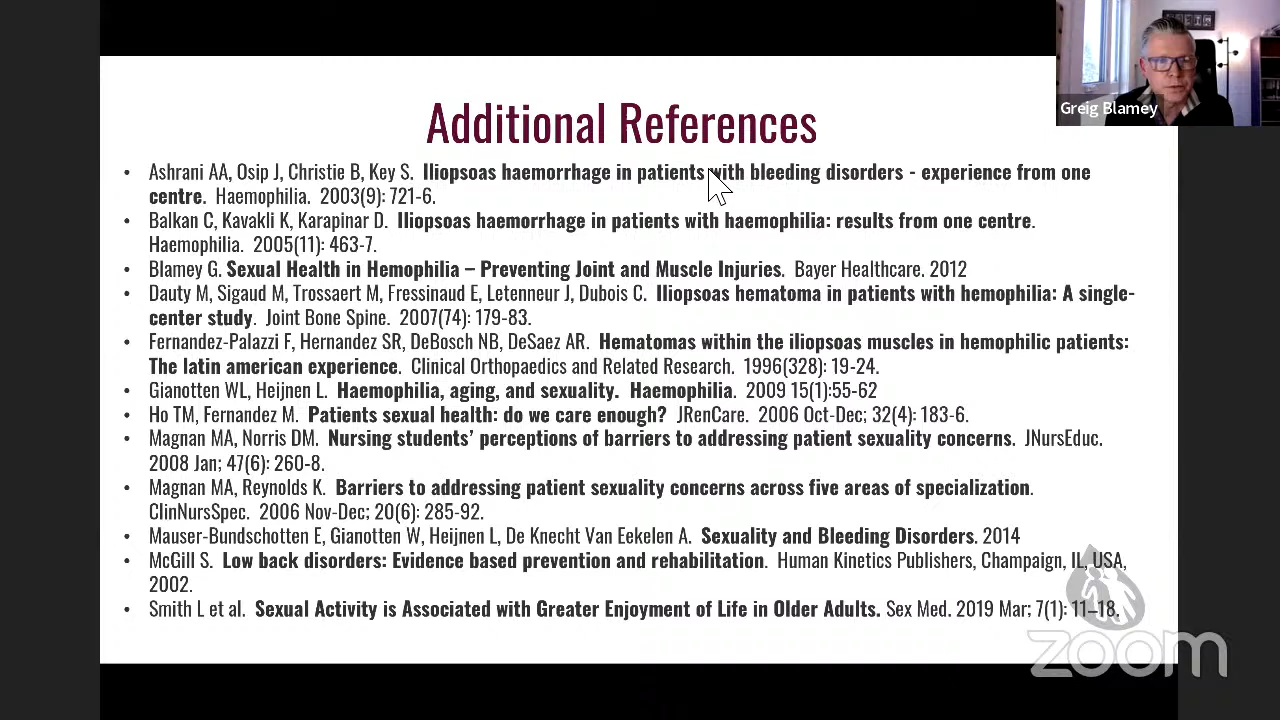 Greig Blamey
Additional References
• Ashrani AA, Osip J, Christie B, Key S. Iliopsoas haemorrhage in patients with bleeding disorders - experience from one
centre. Haemophilia. 2003(9): 721-6.
• Balkan C, Kavakli K, Karapinar D. Iliopsoas haemorrhage in patients with haemophilia: results from one centre.
Haemophilia. 2005(11): 463-7.
• Blamey G. Sexual Health in Hemophilia – Preventing Joint and Muscle Injuries. Bayer Healthcare. 2012
• Dauty M, Sigaud M, Trossaert M, Fressinaud E, Letenneur J, Dubois C. Iliopsoas hematoma in patients with hemophilia: A single-
center study. Joint Bone Spine. 2007(74): 179-83.
• Fernandez-Palazzi F, Hernandez SR, DeBosch NB, DeSaez AR. Hematomas within the iliopsoas muscles in hemophilic patients:
The latin american experience. Clinical Orthopaedics and Related Research. 1996(328): 19-24.
• Gianotten WL, Heijnen L. Haemophilia, aging, and sexuality. Haemophilia. 2009 15(1):55-62
• Ho TM, Fernandez M. Patients sexual health: do we care enough? JRenCare. 2006 Oct-Dec; 32(4): 183-6.
• Magnan MA, Norris DM. Nursing students’ perceptions of barriers to addressing patient sexuality concerns. JNursEduc.
2008 Jan; 47(6): 260-8.
• Magnan MA, Reynolds K. Barriers to addressing patient sexuality concerns across five areas of specialization.
ClinNursSpec. 2006 Nov-Dec; 20(6): 285-92.
• Mauser-Bundschotten E, Gianotten W, Heijnen L, De Knecht Van Eekelen A. Sexuality and Bleeding Disorders. 2014
• McGill S. Low back disorders: Evidence based prevention and rehabilitation. Human Kinetics Publishers, Champaign, IL, USA,
2002.
• Smith L et al. Sexual Activity is Associated with Greater Enjoyment of Life in Older Adults. Sex Med. 2019 Mar; 7(1): 11–18.
zoom